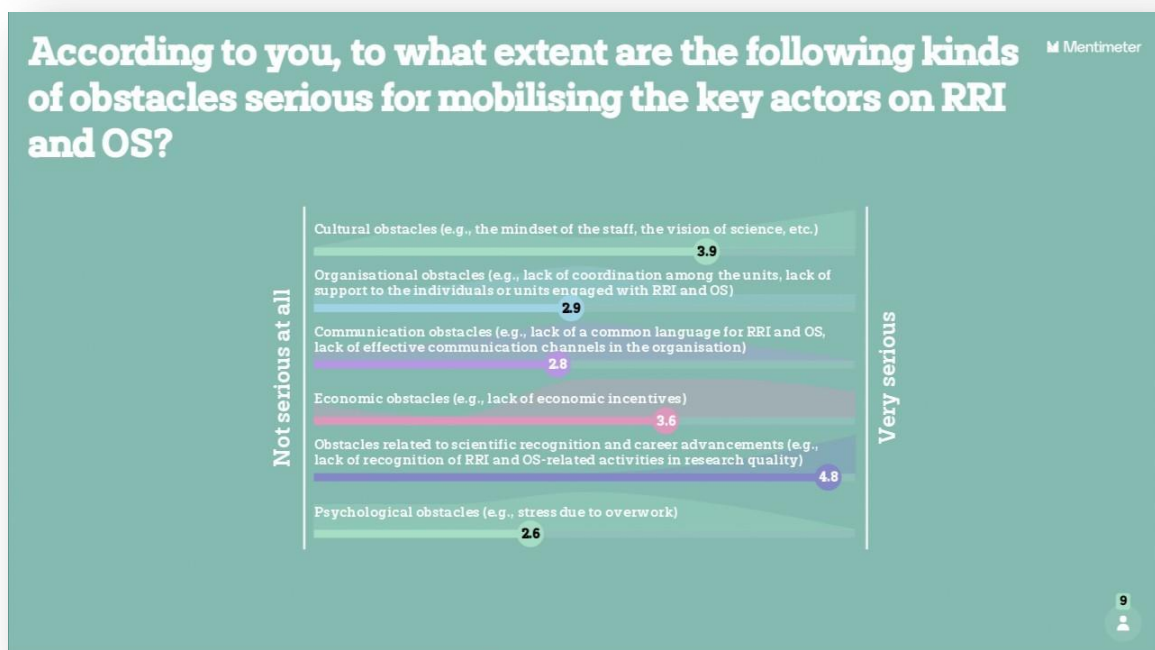 According to you, to what extent are the following kinds
of obstacles serious for mobilising the key actors on RRI
and OS?
Mentimeter
Not serious at all
Cultural obstacles (e.g., the mindset of the staff, the vision of science, etc.)
3.9
Organisational obstacles (e.g., lack of coordination among the units, lack of
support to the individuals or units engaged with RRI and OS)
2.9
Communication obstacles (e.g., lack of a common language for RRI and OS,
lack of effective communication channels in the organisation)
2.8
Economic obstacles (e.g., lack of economic incentives)
3.6
Obstacles related to scientific recognition and career advancements (e.g.,
lack of recognition of RRI and OS-related activities in research quality)
4.8
Psychological obstacles (e.g., stress due to overwork)
2.6
Very serious
9